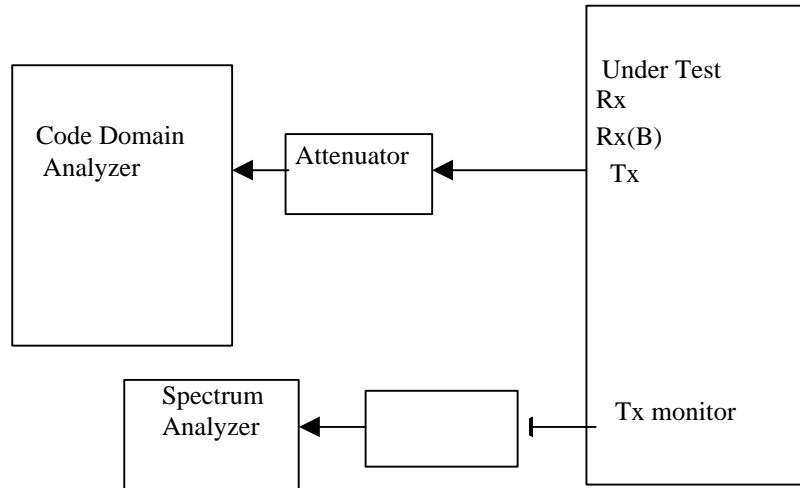 Under Test
Rx
Rx(B)
Tx
Code Domain
Analyzer
Attenuator
Spectrum
Analyzer
Tx monitor